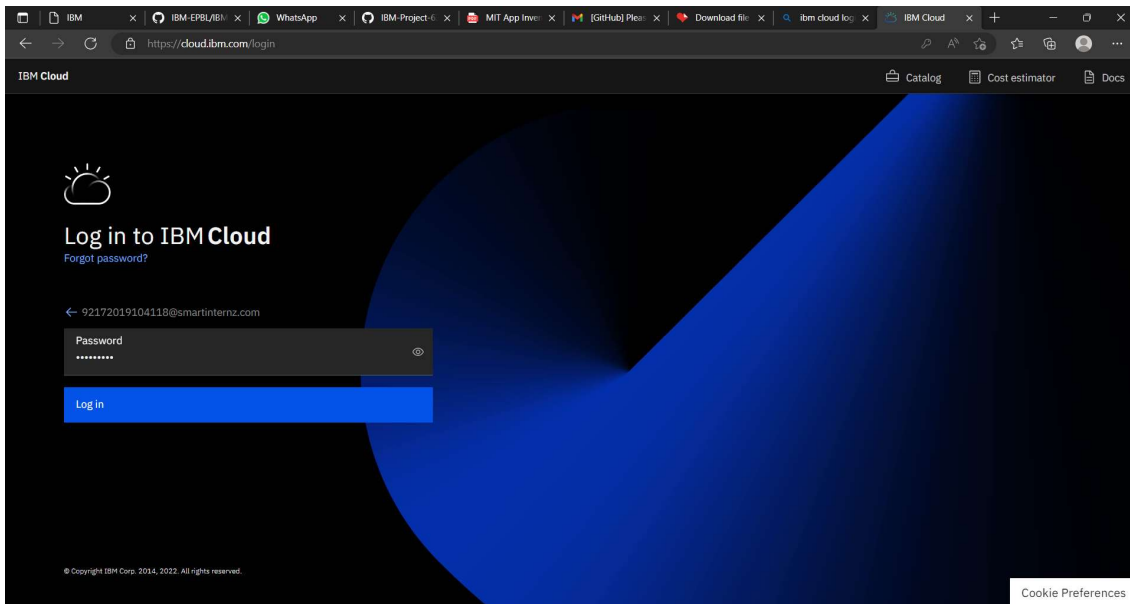 IBM
IBM-EPBL/IBM
WhatsApp
IBM-Project-6
MIT App Inver
[GitHub] Pleas
Download file
ibm cloud log
IBM Cloud
https://cloud.ibm.com/login
IBM Cloud
Catalog
Cost estimator
Docs
Log in to IBM Cloud
Forgot password?
← 92172019104118@smartinternz.com
Password
•••••••••
Log in
© Copyright IBM Corp. 2014, 2022. All rights reserved.
Cookie Preferences